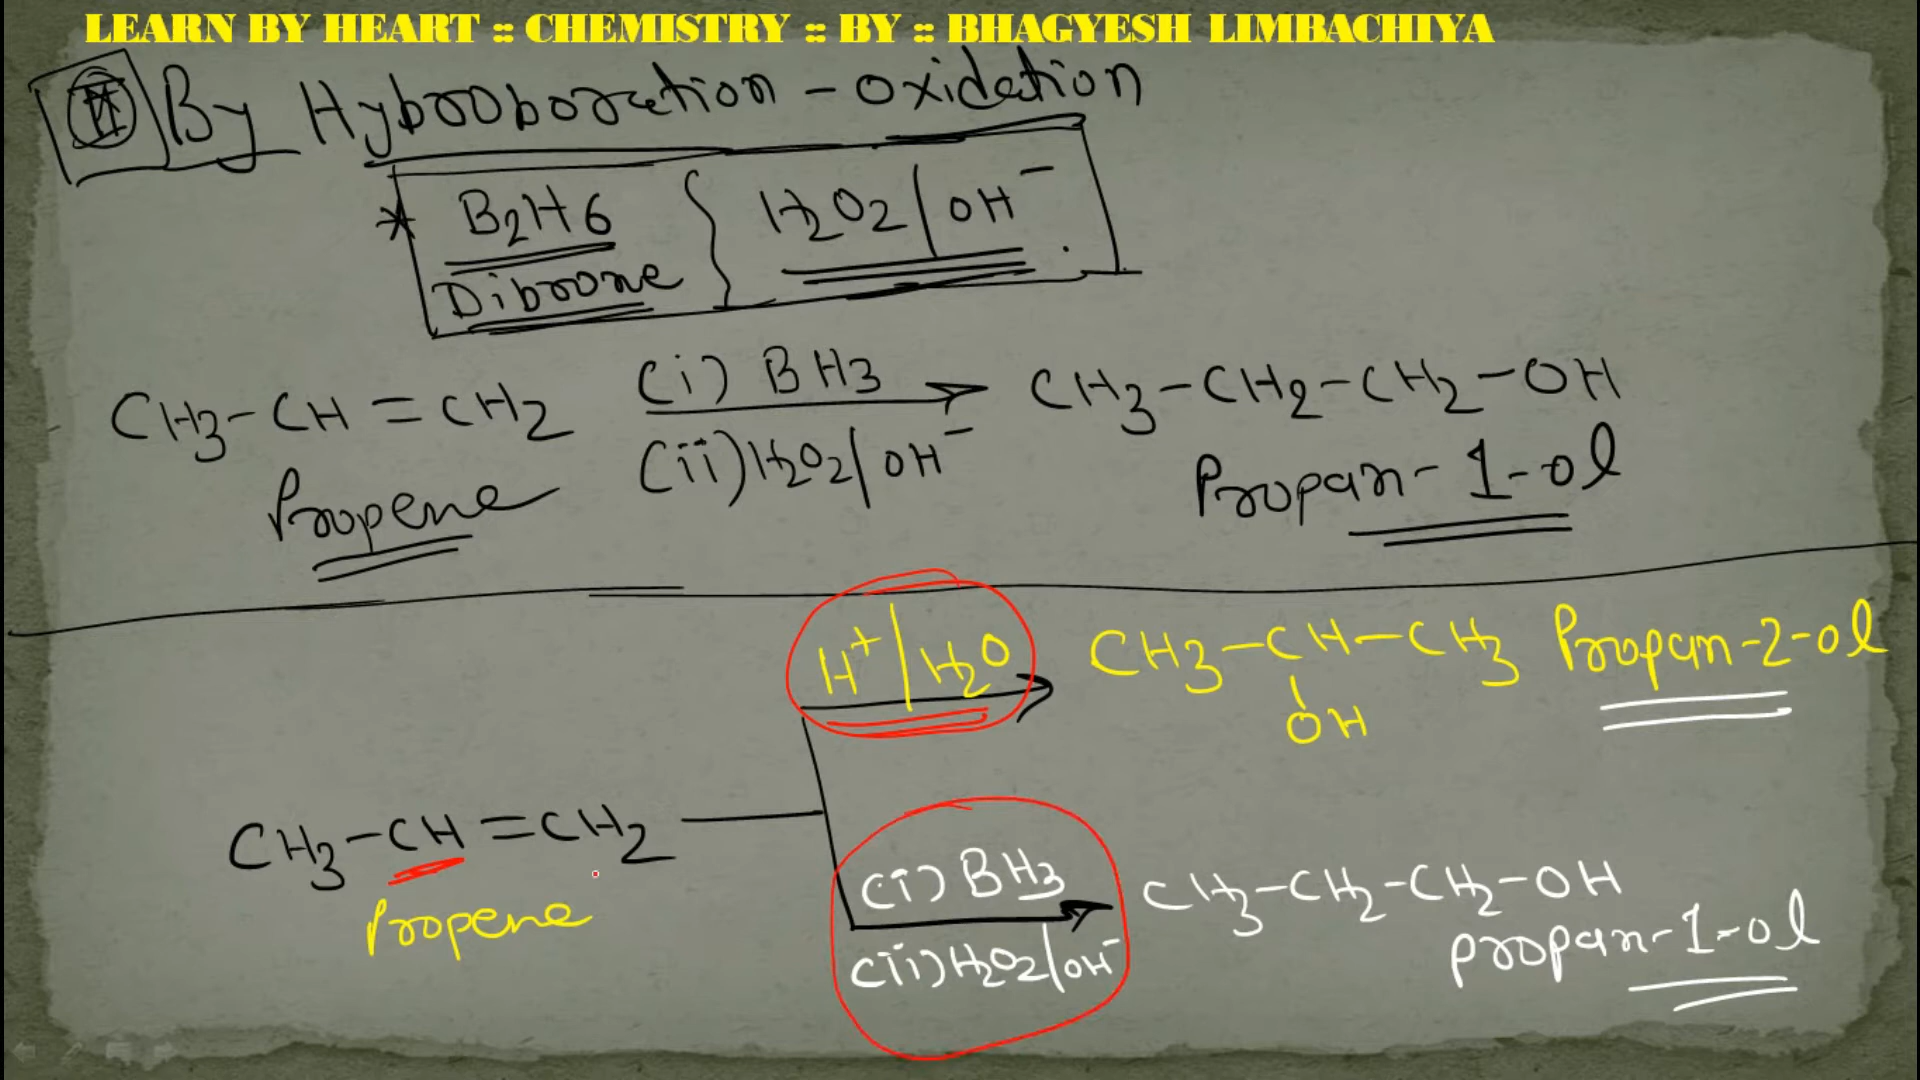 LEARN BY HEART :: CHEMISTRY :: BY :: BHAGYESH LIMBACHIYA
By Hybroboration - Oxidation
* B2H6 H2O2 / OH⁻
Diborone
CH3-CH=CH2 (i) BH3 CH3-CH2-CH2-OH
(ii) H2O2 / OH⁻
Propene Propan-1-ol
H⁺ / H2O CH3-CH-CH3 Propan-2-ol
OH
CH3-CH=CH2
Propene
(i) BH3 CH3-CH2-CH2-OH
(ii) H2O2 / OH⁻ propan-1-ol